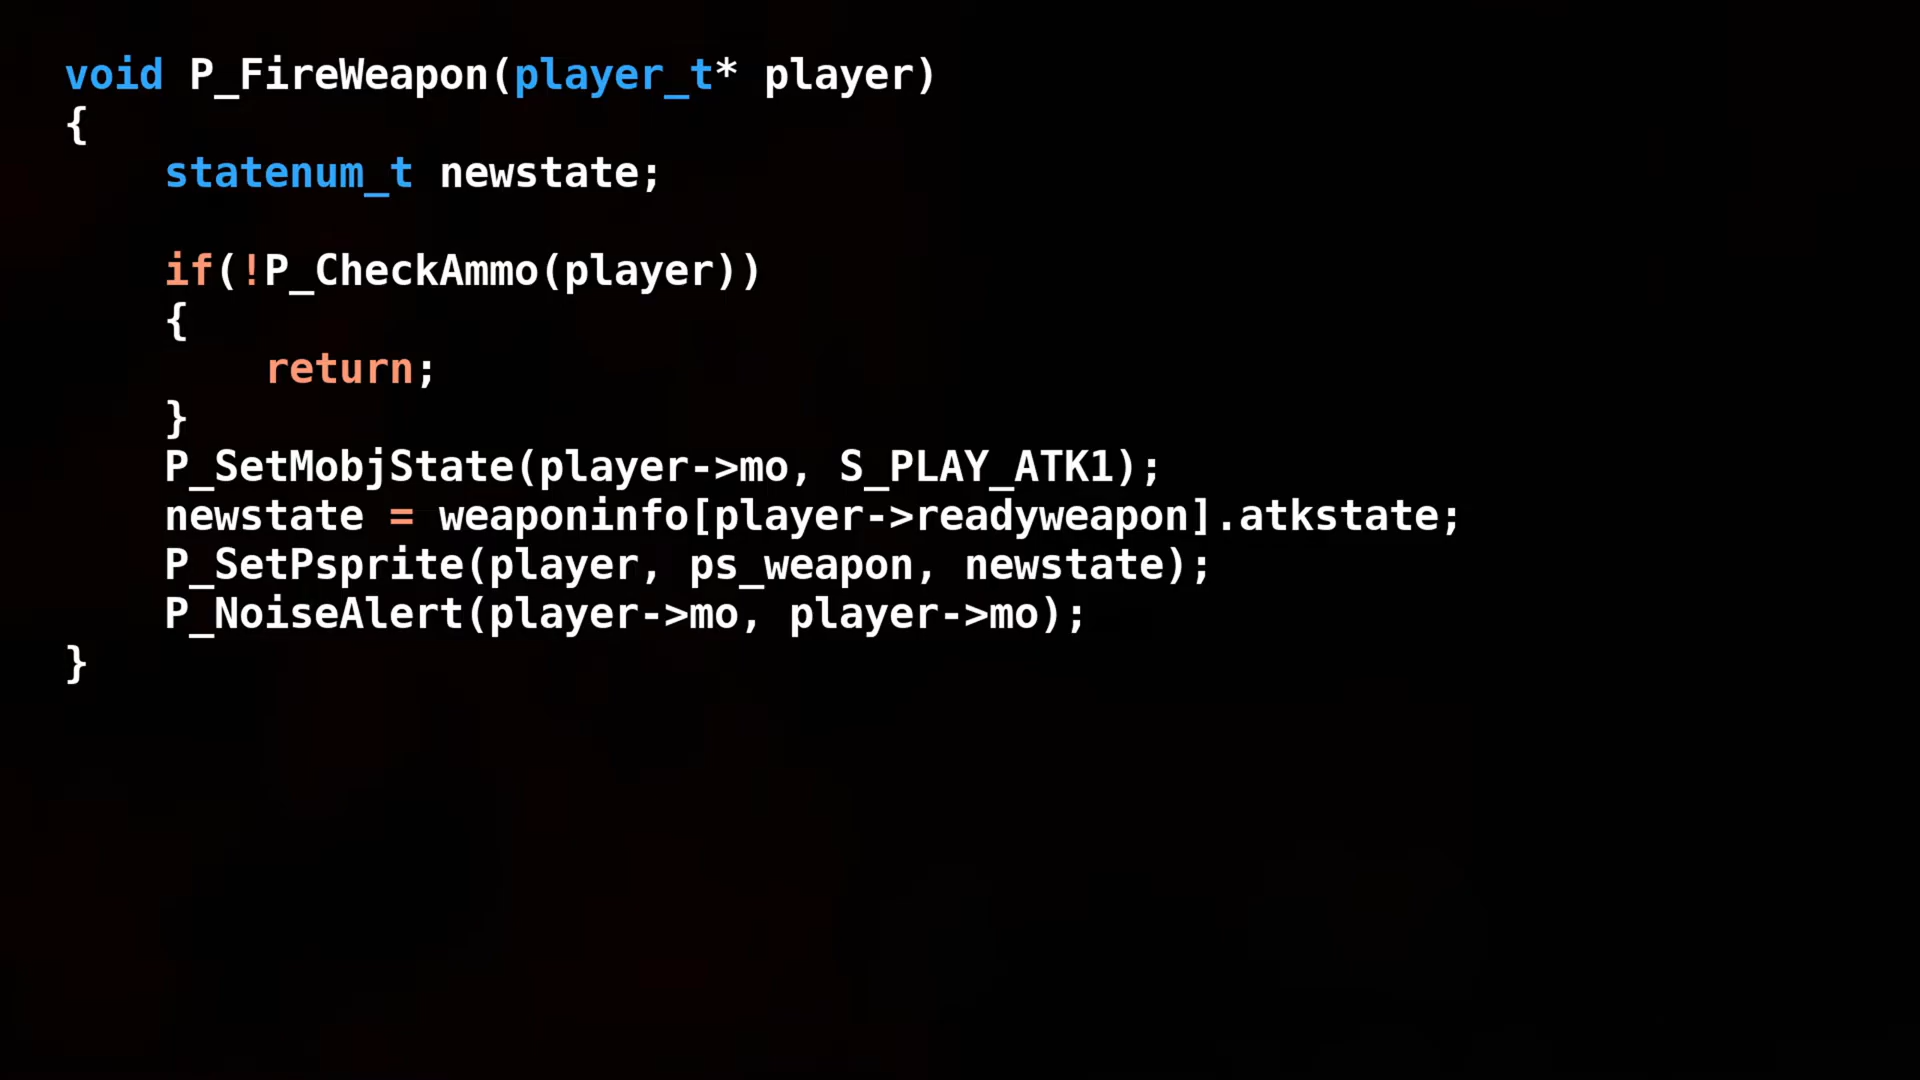 void P_FireWeapon(player_t* player)
{
    statenum_t newstate;

    if(!P_CheckAmmo(player))
    {
        return;
    }
    P_SetMobjState(player->mo, S_PLAY_ATK1);
    newstate = weaponinfo[player->readyweapon].atkstate;
    P_SetPsprite(player, ps_weapon, newstate);
    P_NoiseAlert(player->mo, player->mo);
}